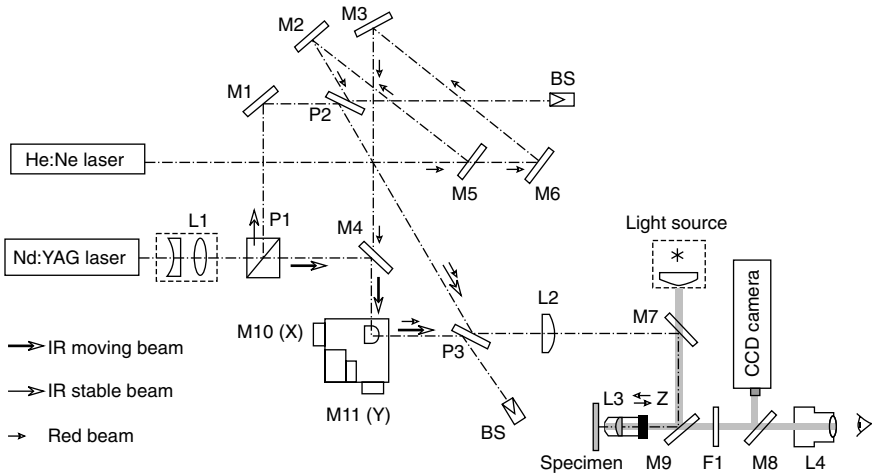 M2
M3
M1
P2
BS
He:Ne laser
M5
M6
L1
P1
M4
Light source
Nd:YAG laser
L2
M7
CCD camera
M10 (X)
P3
IR moving beam
IR stable beam
M11 (Y)
L3
Z
Red beam
BS
Specimen
M9
F1
M8
L4